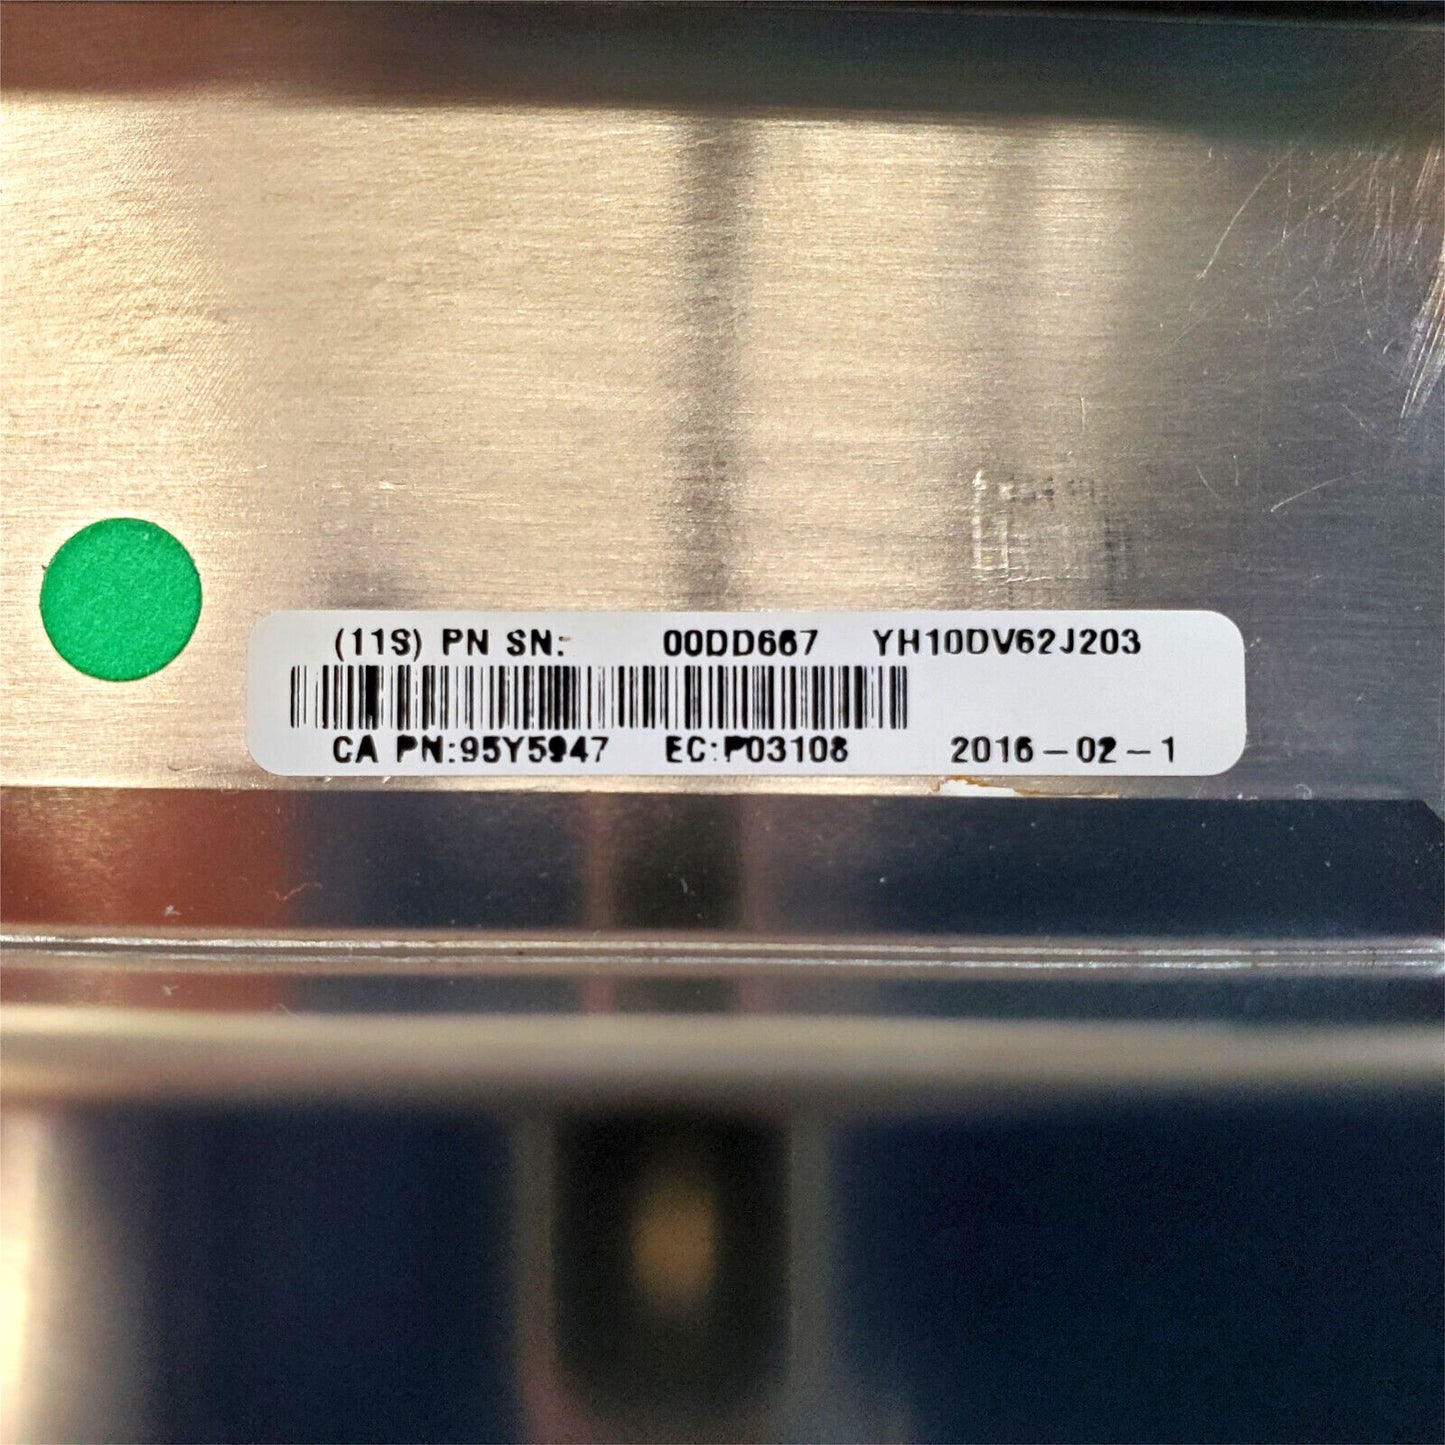 (11S) PN SN: 00DD667 YH10DV62J203
CA PN:95Y5947 EC:P03108 2016-02-1